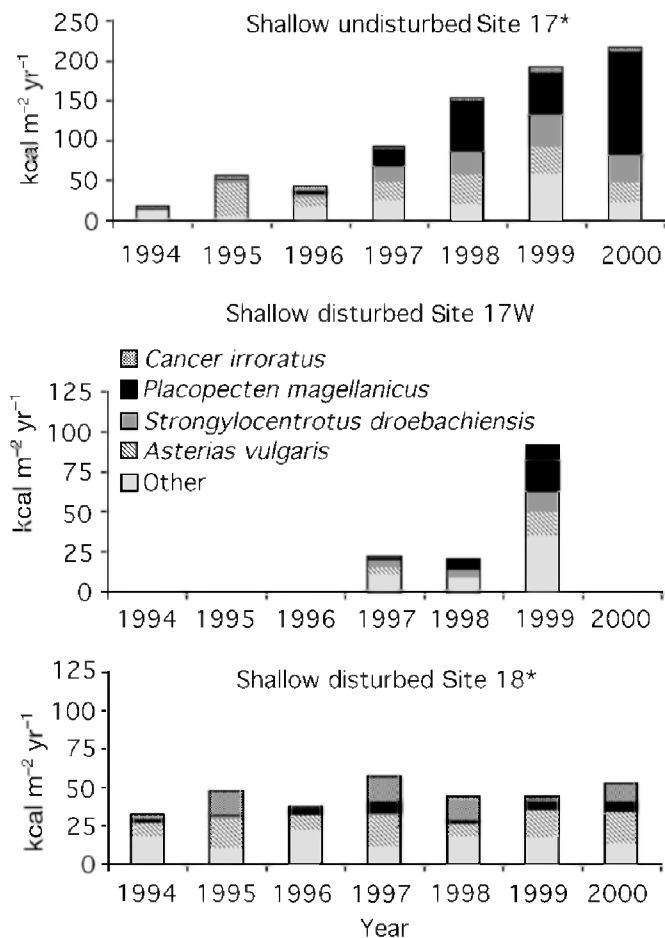 Shallow undisturbed Site 17*
250
200
150
100
50
0
kcal m⁻² yr⁻¹
1994 1995 1996 1997 1998 1999 2000
Shallow disturbed Site 17W
Cancer irroratus
Placopecten magellanicus
Strongylocentrotus droebachiensis
Asterias vulgaris
Other
125
100
75
50
25
0
kcal m⁻² yr⁻¹
1994 1995 1996 1997 1998 1999 2000
Shallow disturbed Site 18*
125
100
75
50
25
0
kcal m⁻² yr⁻¹
1994 1995 1996 1997 1998 1999 2000
Year